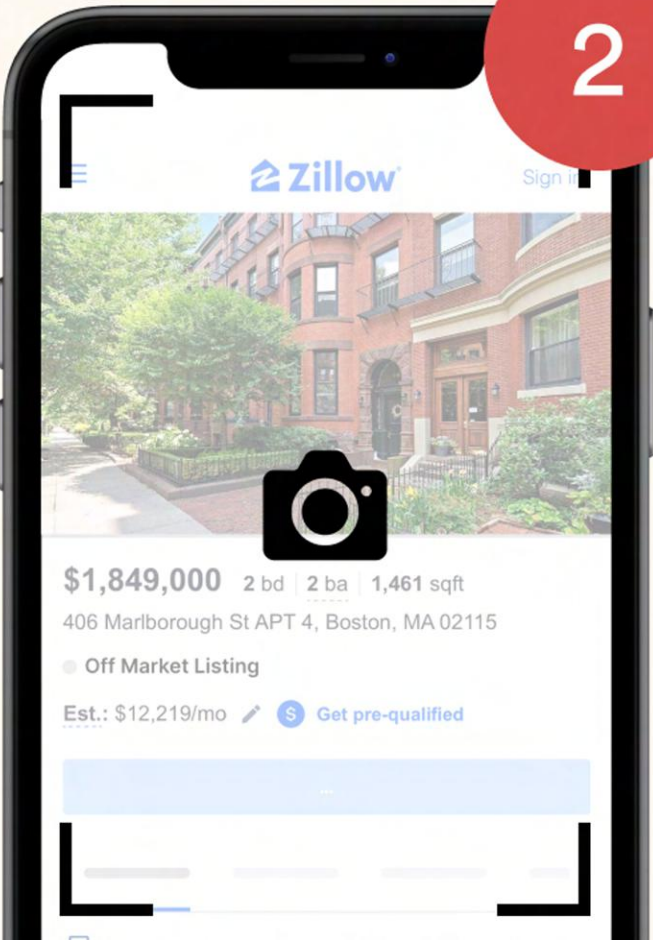 2
Zillow
Sign in
$1,849,000 2 bd 2 ba 1,461 sqft
406 Marlborough St APT 4, Boston, MA 02115
Off Market Listing
Est.: $12,219/mo $ Get pre-qualified
...